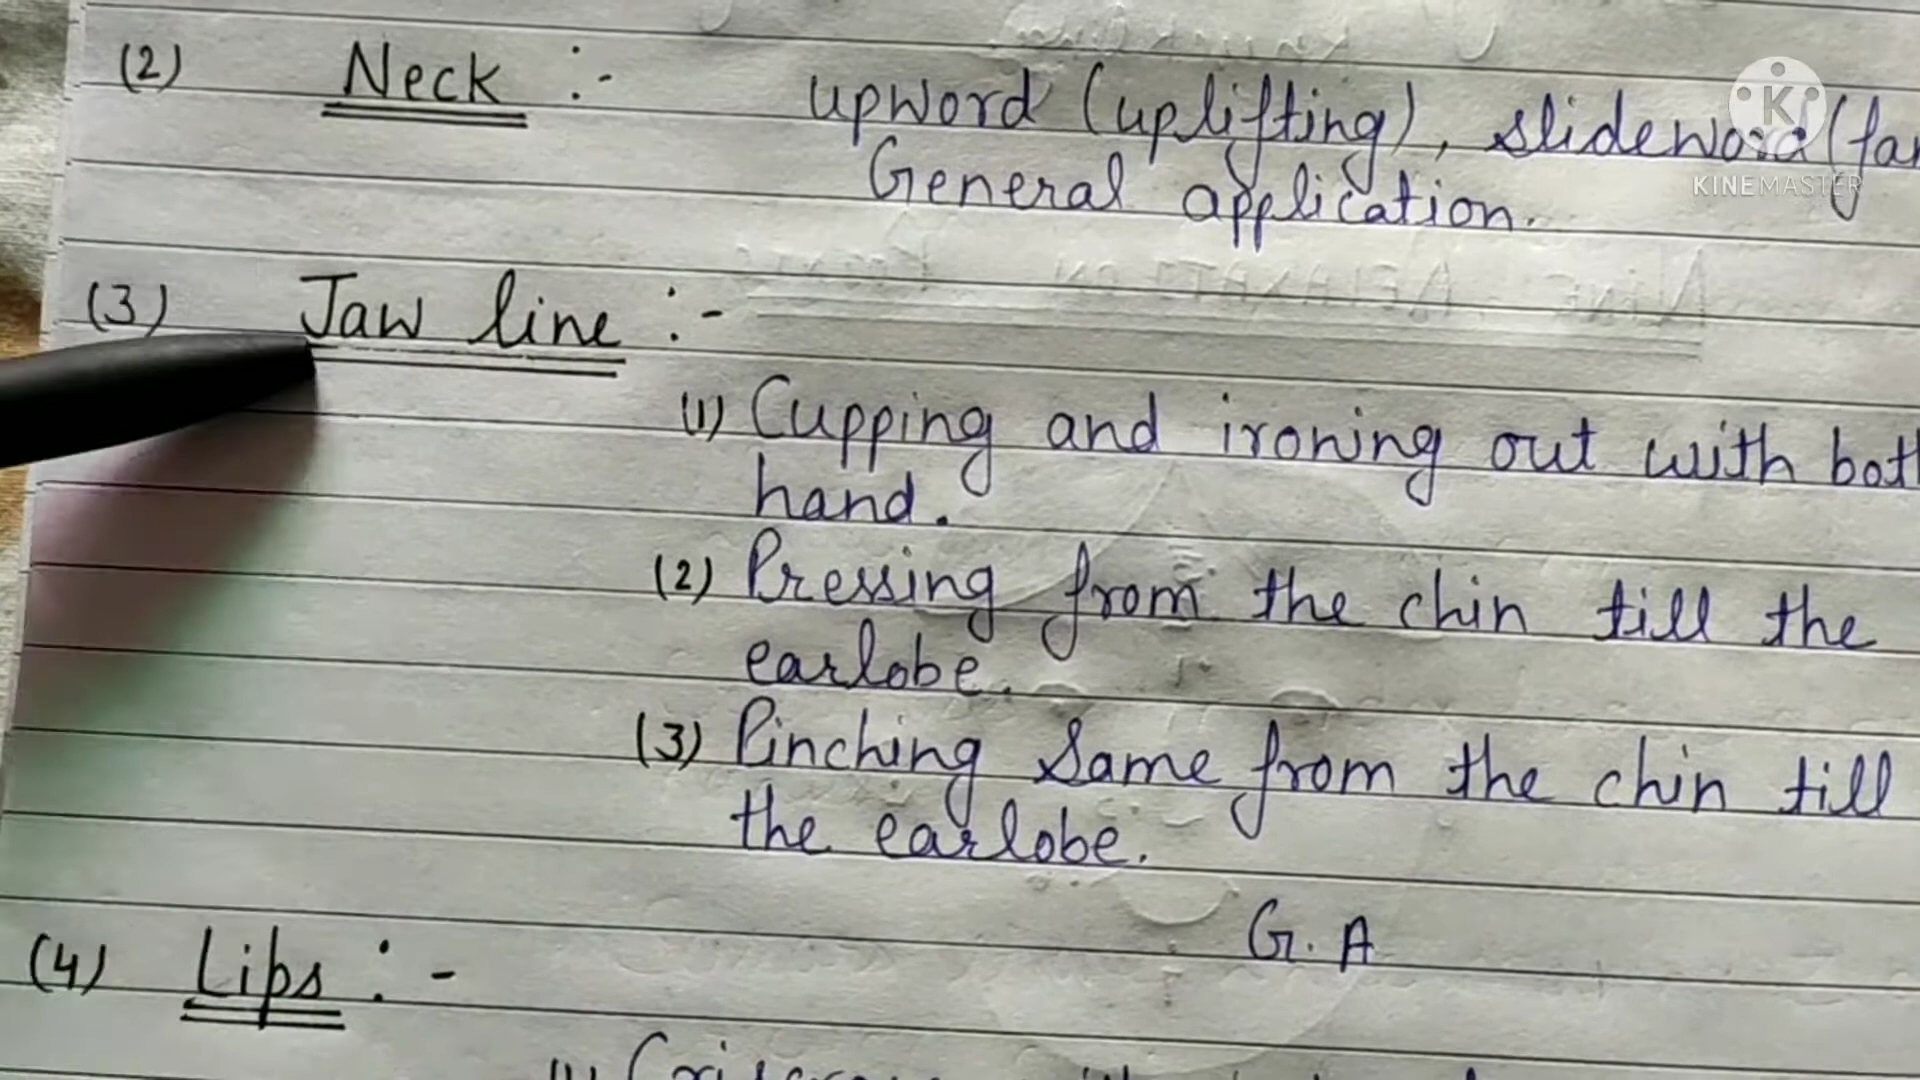 (2) Neck :- upword (uplifting), slideword (
General application.
(3) Jaw line :-
(1) Cupping and ironing out with
hand.
(2) Pressing from the chin till the
earlobe.
(3) Pinching Same from the chin till
the earlobe.
G. A
(4) Lips :-
(1)
KINEMASTER